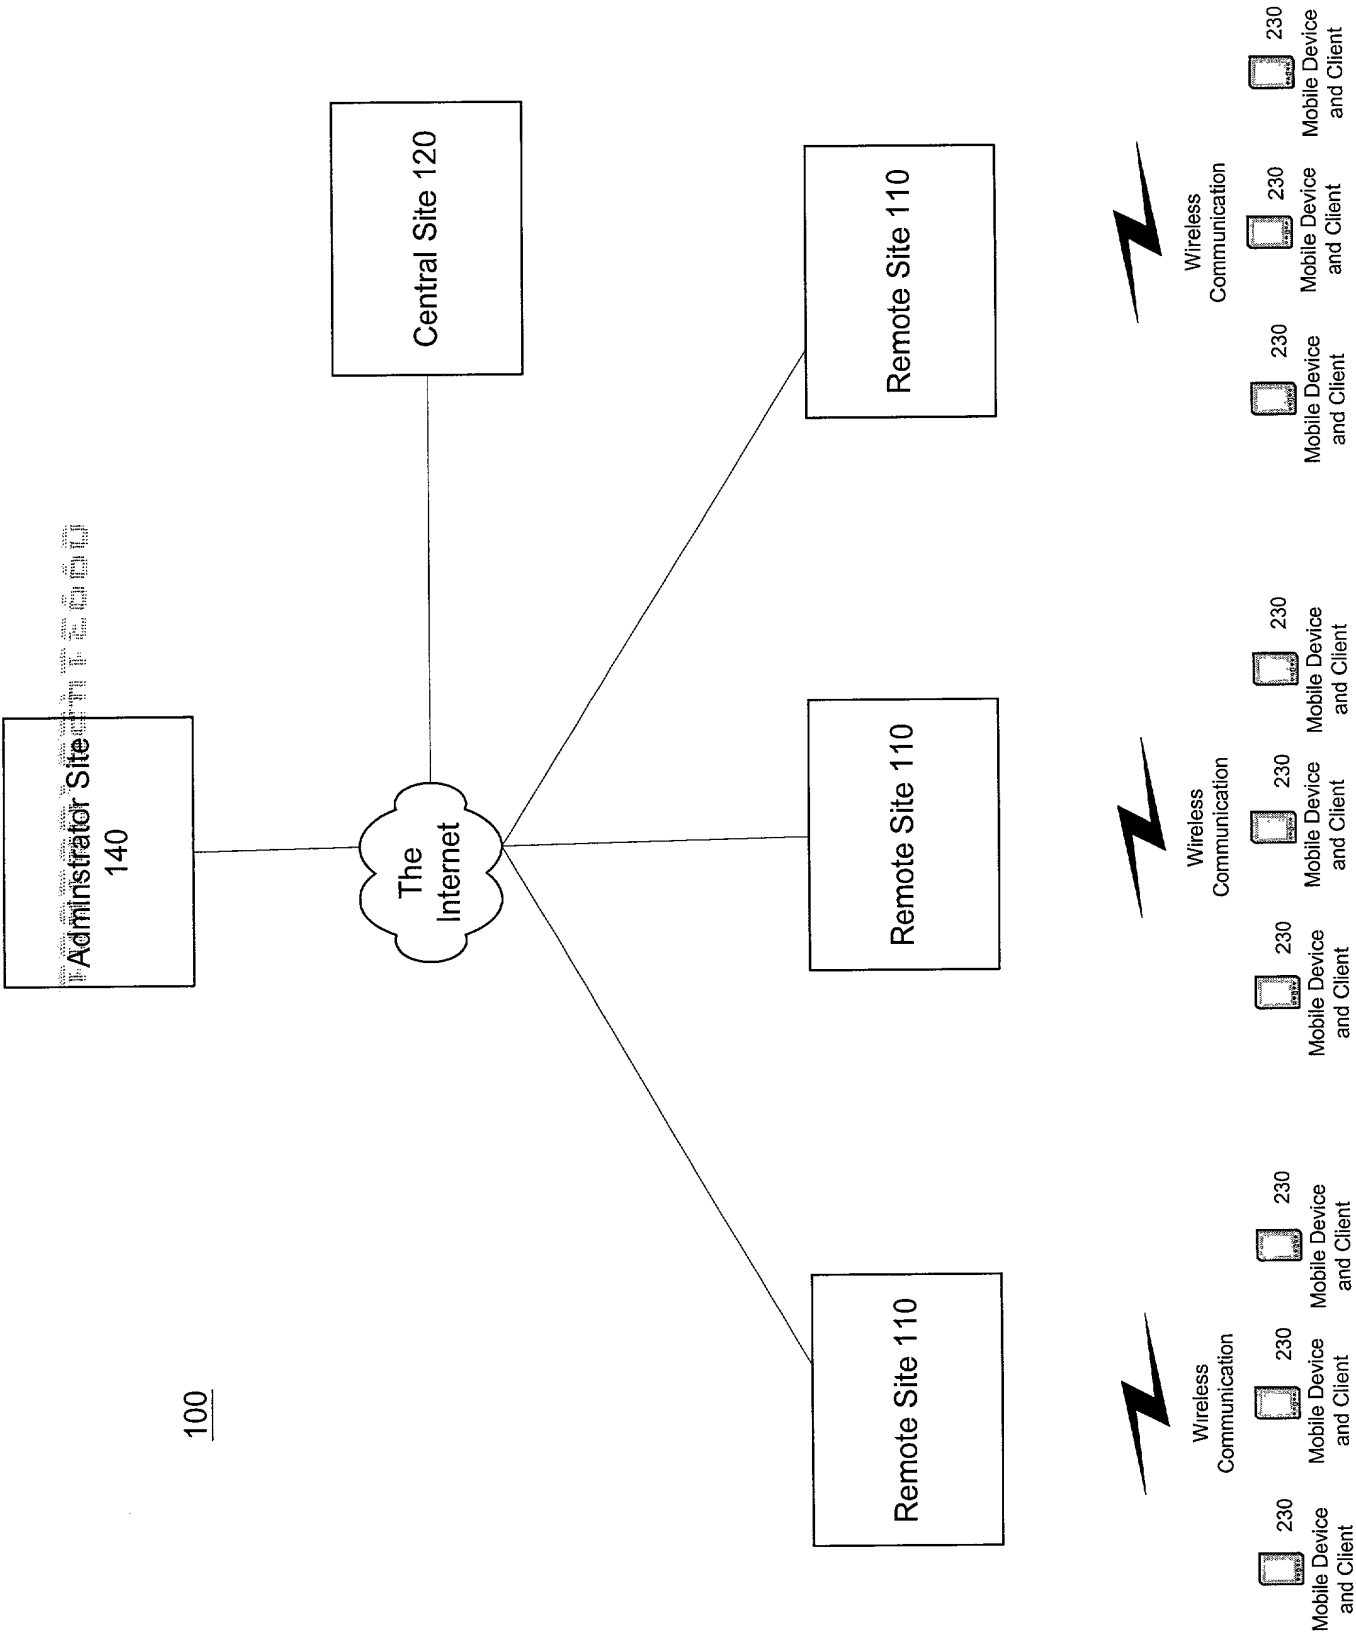 Adminstrator Site
140
100
Central Site 120
The
Internet
Remote Site 110
Remote Site 110
Remote Site 110
Wireless
Communication
Wireless
Communication
Wireless
Communication
230
Mobile Device
and Client
230
Mobile Device
and Client
230
Mobile Device
and Client
230
Mobile Device
and Client
230
Mobile Device
and Client
230
Mobile Device
and Client
230
Mobile Device
and Client
230
Mobile Device
and Client
230
Mobile Device
and Client